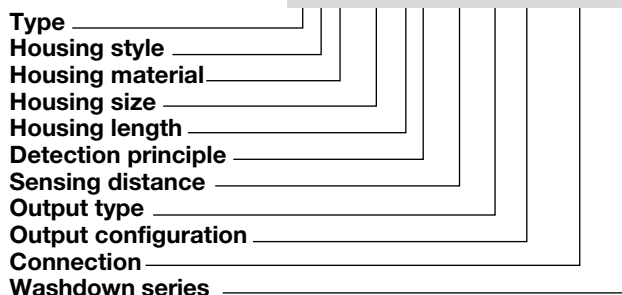 Type
Housing style
Housing material
Housing size
Housing length
Detection principle
Sensing distance
Output type
Output configuration
Connection
Washdown series